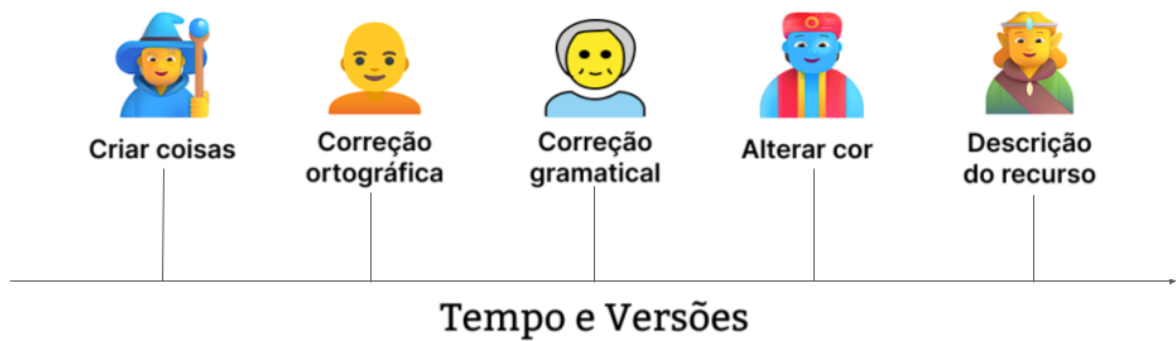 Criar coisas
Correção
ortográfica
Correção
gramatical
Alterar cor
Descrição
do recurso
Tempo e Versões